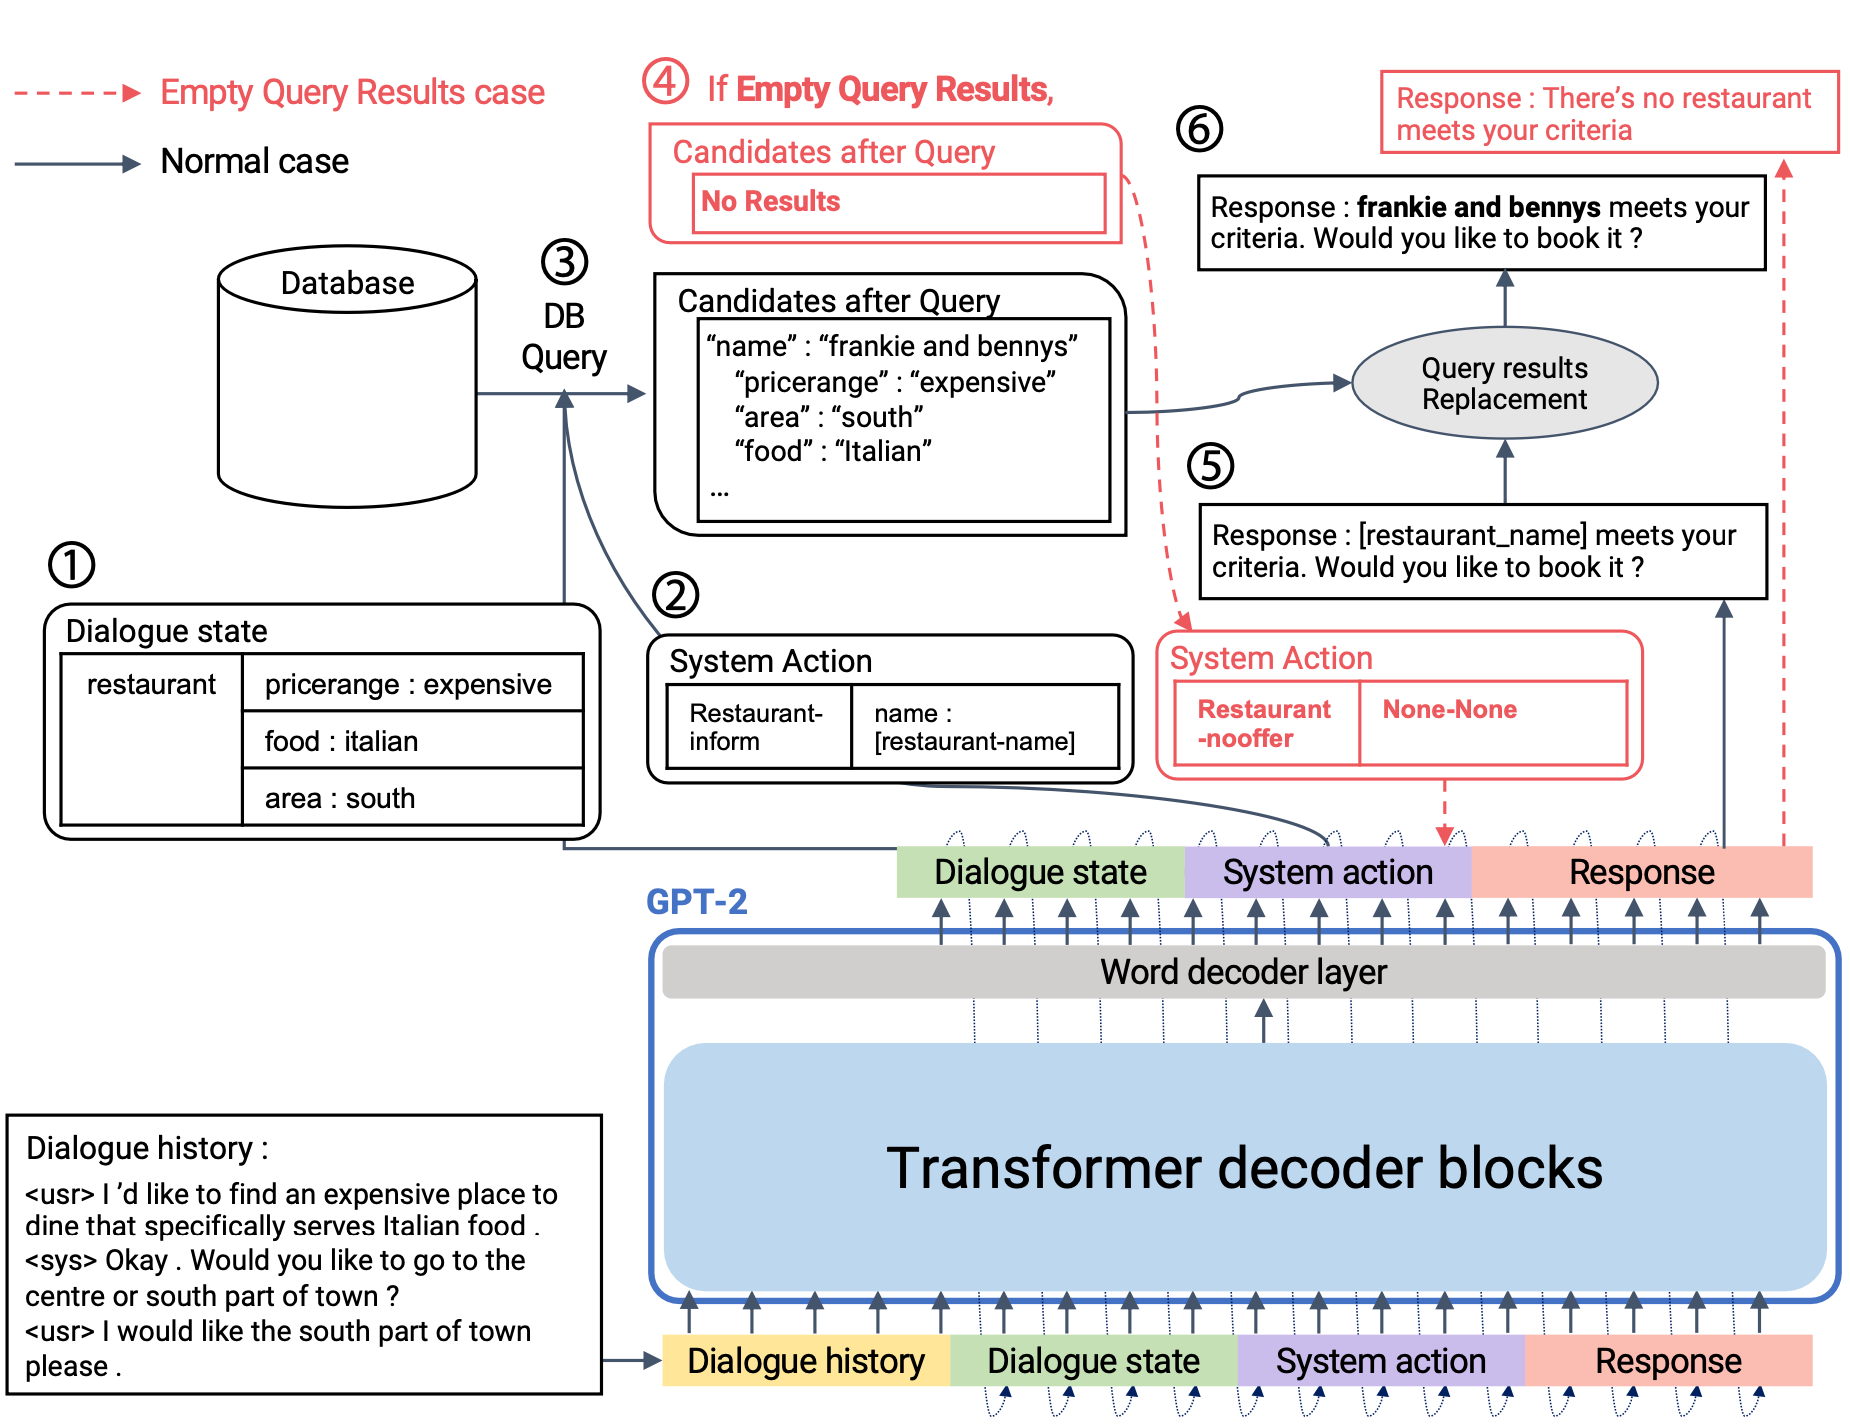 Empty Query Results case
Normal case
④ If Empty Query Results,
Candidates after Query
No Results
⑥
Response : There’s no restaurant
meets your criteria
Response : frankie and bennys meets your
criteria. Would you like to book it ?
Database
③
DB
Query
Candidates after Query
“name” : “frankie and bennys”
“pricerange” : “expensive”
“area” : “south”
“food” : “Italian”
...
Query results
Replacement
⑤
Response : [restaurant_name] meets your
criteria. Would you like to book it ?
①
Dialogue state
restaurant
pricerange : expensive
food : italian
area : south
②
System Action
Restaurant-
inform
name :
[restaurant-name]
System Action
Restaurant
-nooffer
None-None
Dialogue state
System action
Response
GPT-2
Word decoder layer
Transformer decoder blocks
Dialogue history :
<usr> I ’d like to find an expensive place to
dine that specifically serves Italian food .
<sys> Okay . Would you like to go to the
centre or south part of town ?
<usr> I would like the south part of town
please .
Dialogue history
Dialogue state
System action
Response